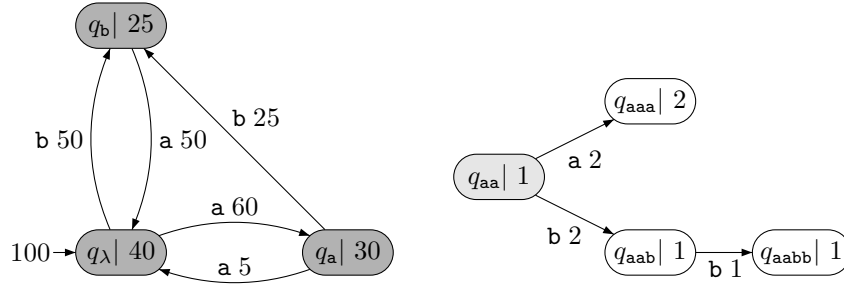 q_b| 25
b 50
a 50
b 25
100
q_λ| 40
a 60
a 5
q_a| 30
q_aa| 1
a 2
q_aaa| 2
b 2
q_aab| 1
b 1
q_aabb| 1